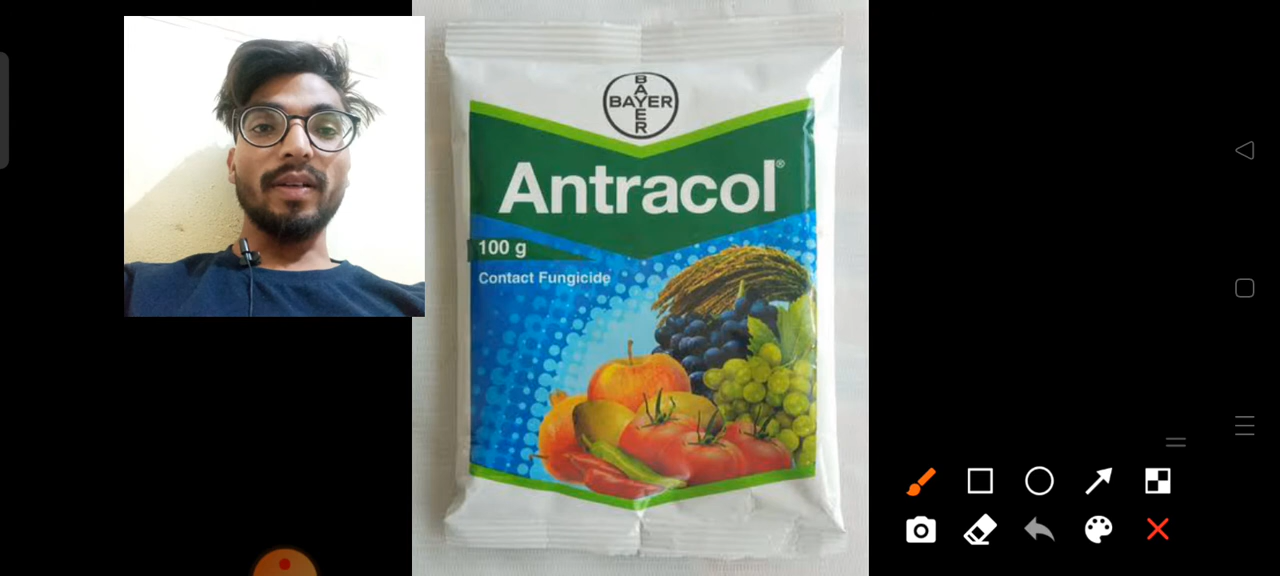 BAYER
BAYER
Antracol®
100 g
Contact Fungicide